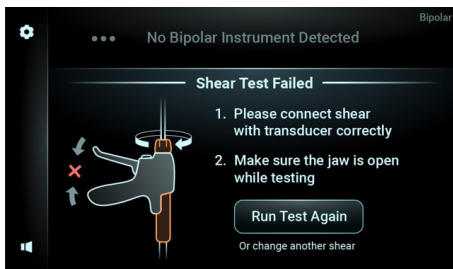 Bipolar
No Bipolar Instrument Detected
Shear Test Failed
1. Please connect shear
with transducer correctly
2. Make sure the jaw is open
while testing
Run Test Again
Or change another shear